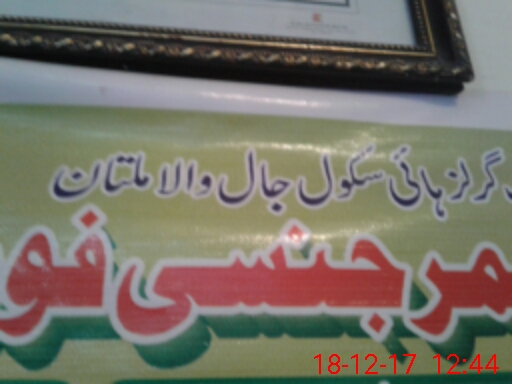 گرلز ہائی سکول جال والا ملتان
مرجنسی فو
18-12-17 12:44